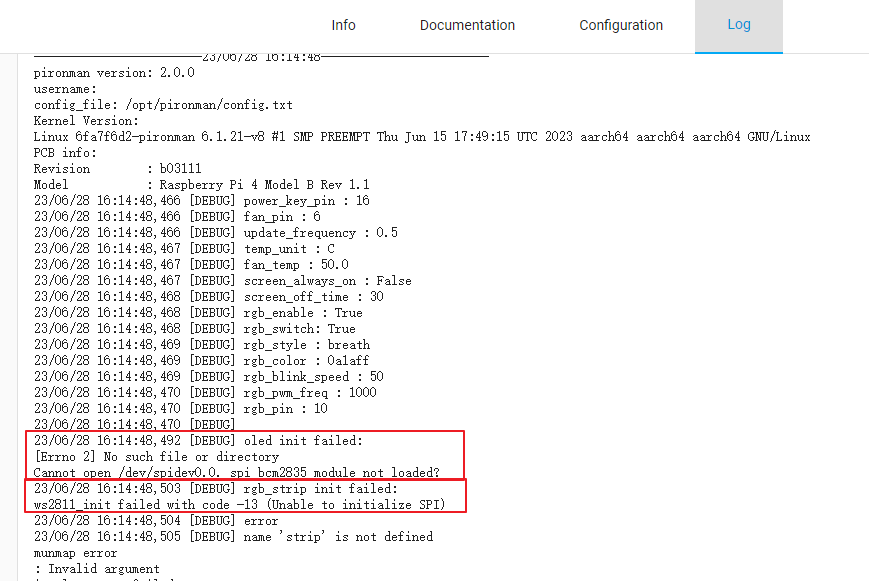 Info Documentation Configuration Log
23/06/28 16:14:48
pironman version: 2.0.0
username:
config_file: /opt/pironman/config.txt
Kernel Version:
Linux 6fa7f6d2-pironman 6.1.21-v8 #1 SMP PREEMPT Thu Jun 15 17:49:15 UTC 2023 aarch64 aarch64 aarch64 GNU/Linux
PCB info:
Revision : b03111
Model : Raspberry Pi 4 Model B Rev 1.1
23/06/28 16:14:48,466 [DEBUG] power_key_pin : 16
23/06/28 16:14:48,466 [DEBUG] fan_pin : 6
23/06/28 16:14:48,466 [DEBUG] update_frequency : 0.5
23/06/28 16:14:48,467 [DEBUG] temp_unit : C
23/06/28 16:14:48,467 [DEBUG] fan_temp : 50.0
23/06/28 16:14:48,467 [DEBUG] screen_always_on : False
23/06/28 16:14:48,468 [DEBUG] screen_off_time : 30
23/06/28 16:14:48,468 [DEBUG] rgb_enable : True
23/06/28 16:14:48,468 [DEBUG] rgb_switch: True
23/06/28 16:14:48,469 [DEBUG] rgb_style : breath
23/06/28 16:14:48,469 [DEBUG] rgb_color : 0a1aff
23/06/28 16:14:48,469 [DEBUG] rgb_blink_speed : 50
23/06/28 16:14:48,470 [DEBUG] rgb_pwm_freq : 1000
23/06/28 16:14:48,470 [DEBUG] rgb_pin : 10
23/06/28 16:14:48,470 [DEBUG]
23/06/28 16:14:48,492 [DEBUG] oled init failed:
[Errno 2] No such file or directory
Cannot open /dev/spidev0.0. spi_bcm2835 module not loaded?
23/06/28 16:14:48,503 [DEBUG] rgb_strip init failed:
ws2811_init failed with code -13 (Unable to initialize SPI)
23/06/28 16:14:48,504 [DEBUG] error
23/06/28 16:14:48,505 [DEBUG] name 'strip' is not defined
munmap error
: Invalid argument